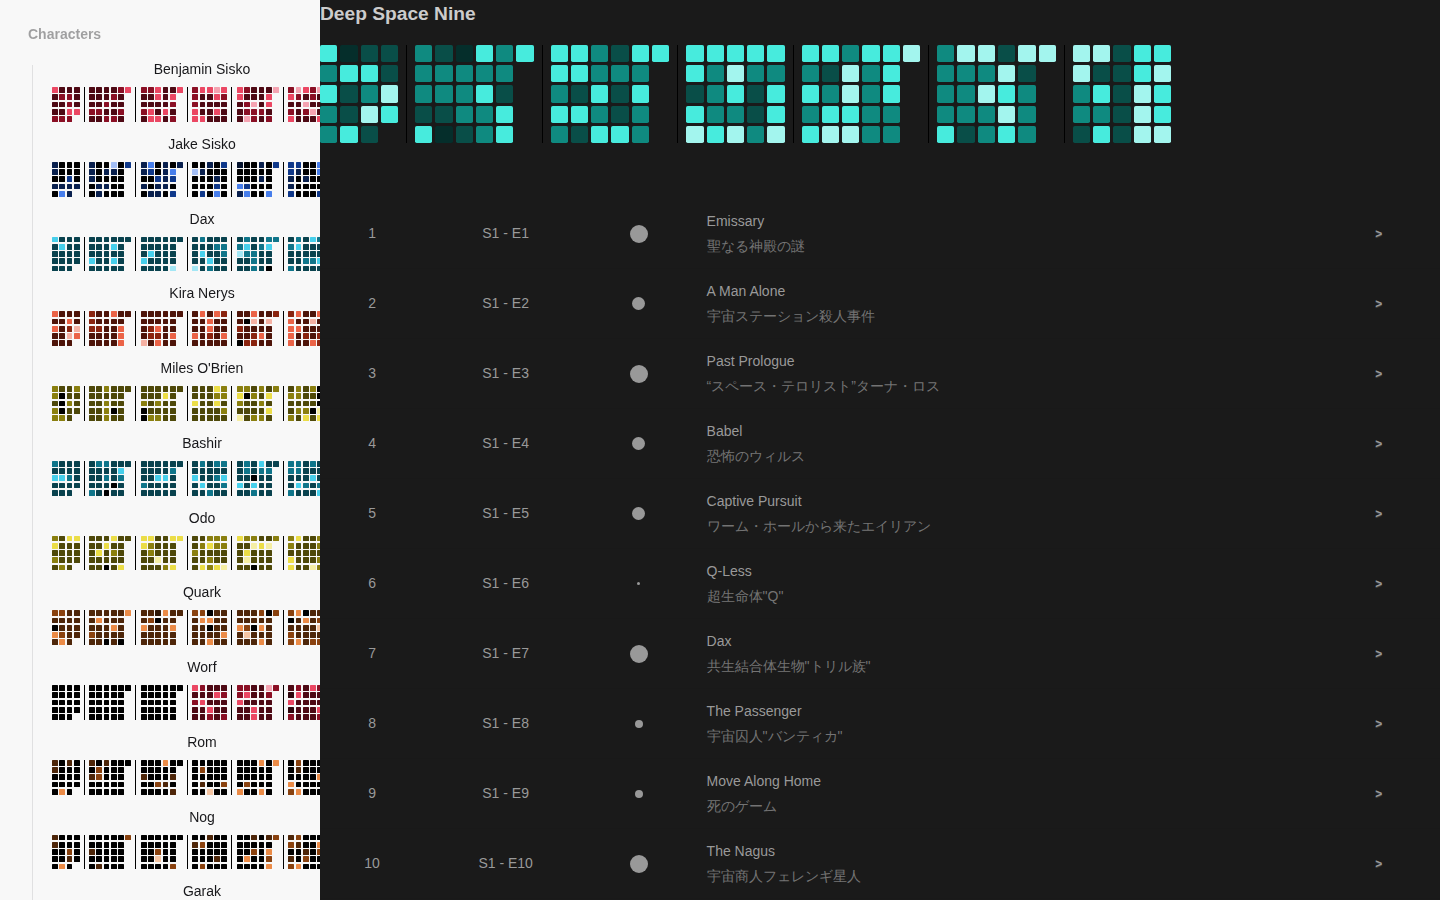 Characters
Benjamin Sisko
Jake Sisko
Dax
Kira Nerys
Miles O'Brien
Bashir
Odo
Quark
Worf
Rom
Nog
Garak
Deep Space Nine
1 S1 - E1 Emissary >
聖なる神殿の謎
2 S1 - E2 A Man Alone >
宇宙ステーション殺人事件
3 S1 - E3 Past Prologue >
“スペース・テロリスト”ターナ・ロス
4 S1 - E4 Babel >
恐怖のウィルス
5 S1 - E5 Captive Pursuit >
ワーム・ホールから来たエイリアン
6 S1 - E6 Q-Less >
超生命体"Q"
7 S1 - E7 Dax >
共生結合体生物"トリル族"
8 S1 - E8 The Passenger >
宇宙囚人"バンティカ"
9 S1 - E9 Move Along Home >
死のゲーム
10 S1 - E10 The Nagus >
宇宙商人フェレンギ星人